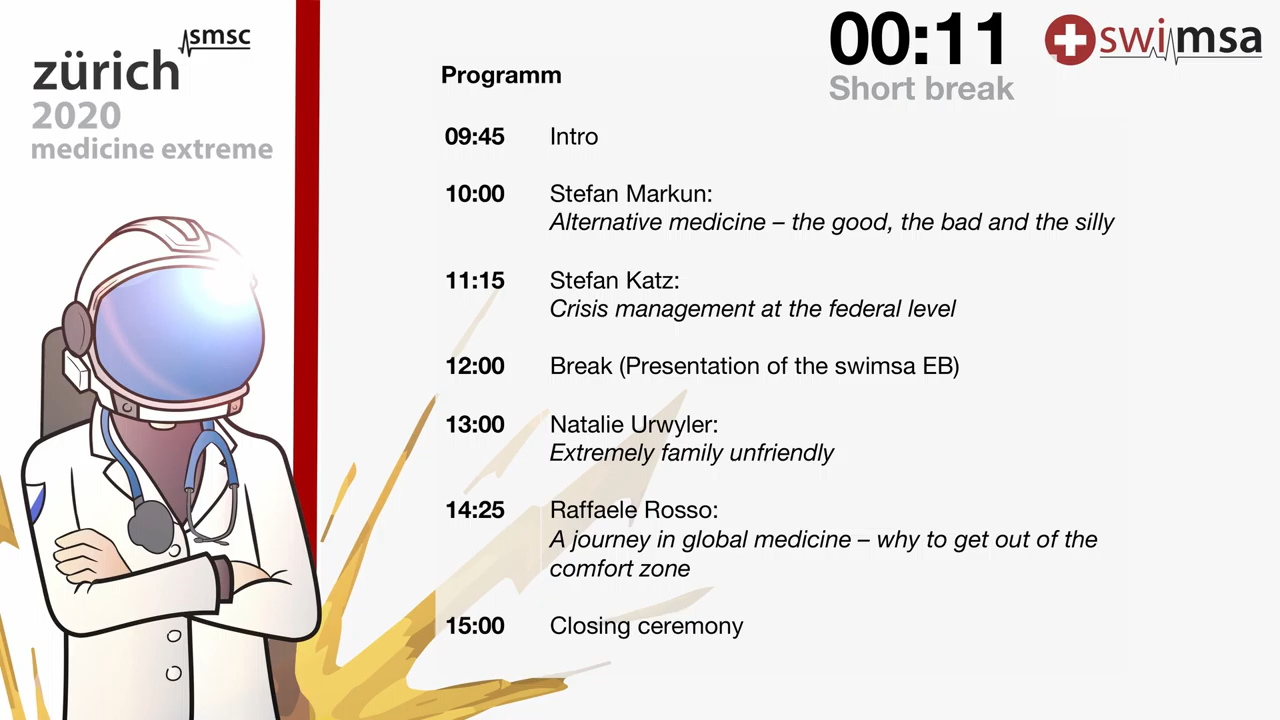 smsc
zürich
2020
medicine extreme
00:11
Short break
swimsa
Programm
09:45 Intro
10:00 Stefan Markun:
Alternative medicine – the good, the bad and the silly
11:15 Stefan Katz:
Crisis management at the federal level
12:00 Break (Presentation of the swimsa EB)
13:00 Natalie Urwyler:
Extremely family unfriendly
14:25 Raffaele Rosso:
A journey in global medicine – why to get out of the
comfort zone
15:00 Closing ceremony